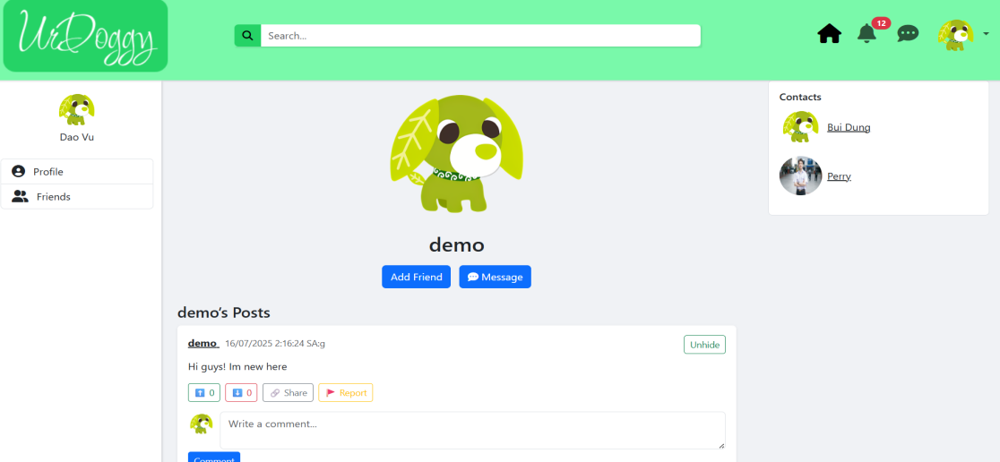 UrDoggy
Search...
12
Dao Vu
Profile
Friends
demo
Add Friend
Message
demo's Posts
demo 16/07/2025 2:16:24 SA:g
Unhide
Hi guys! Im new here
0
0
Share
Report
Write a comment...
Comment
Contacts
Bui Dung
Perry